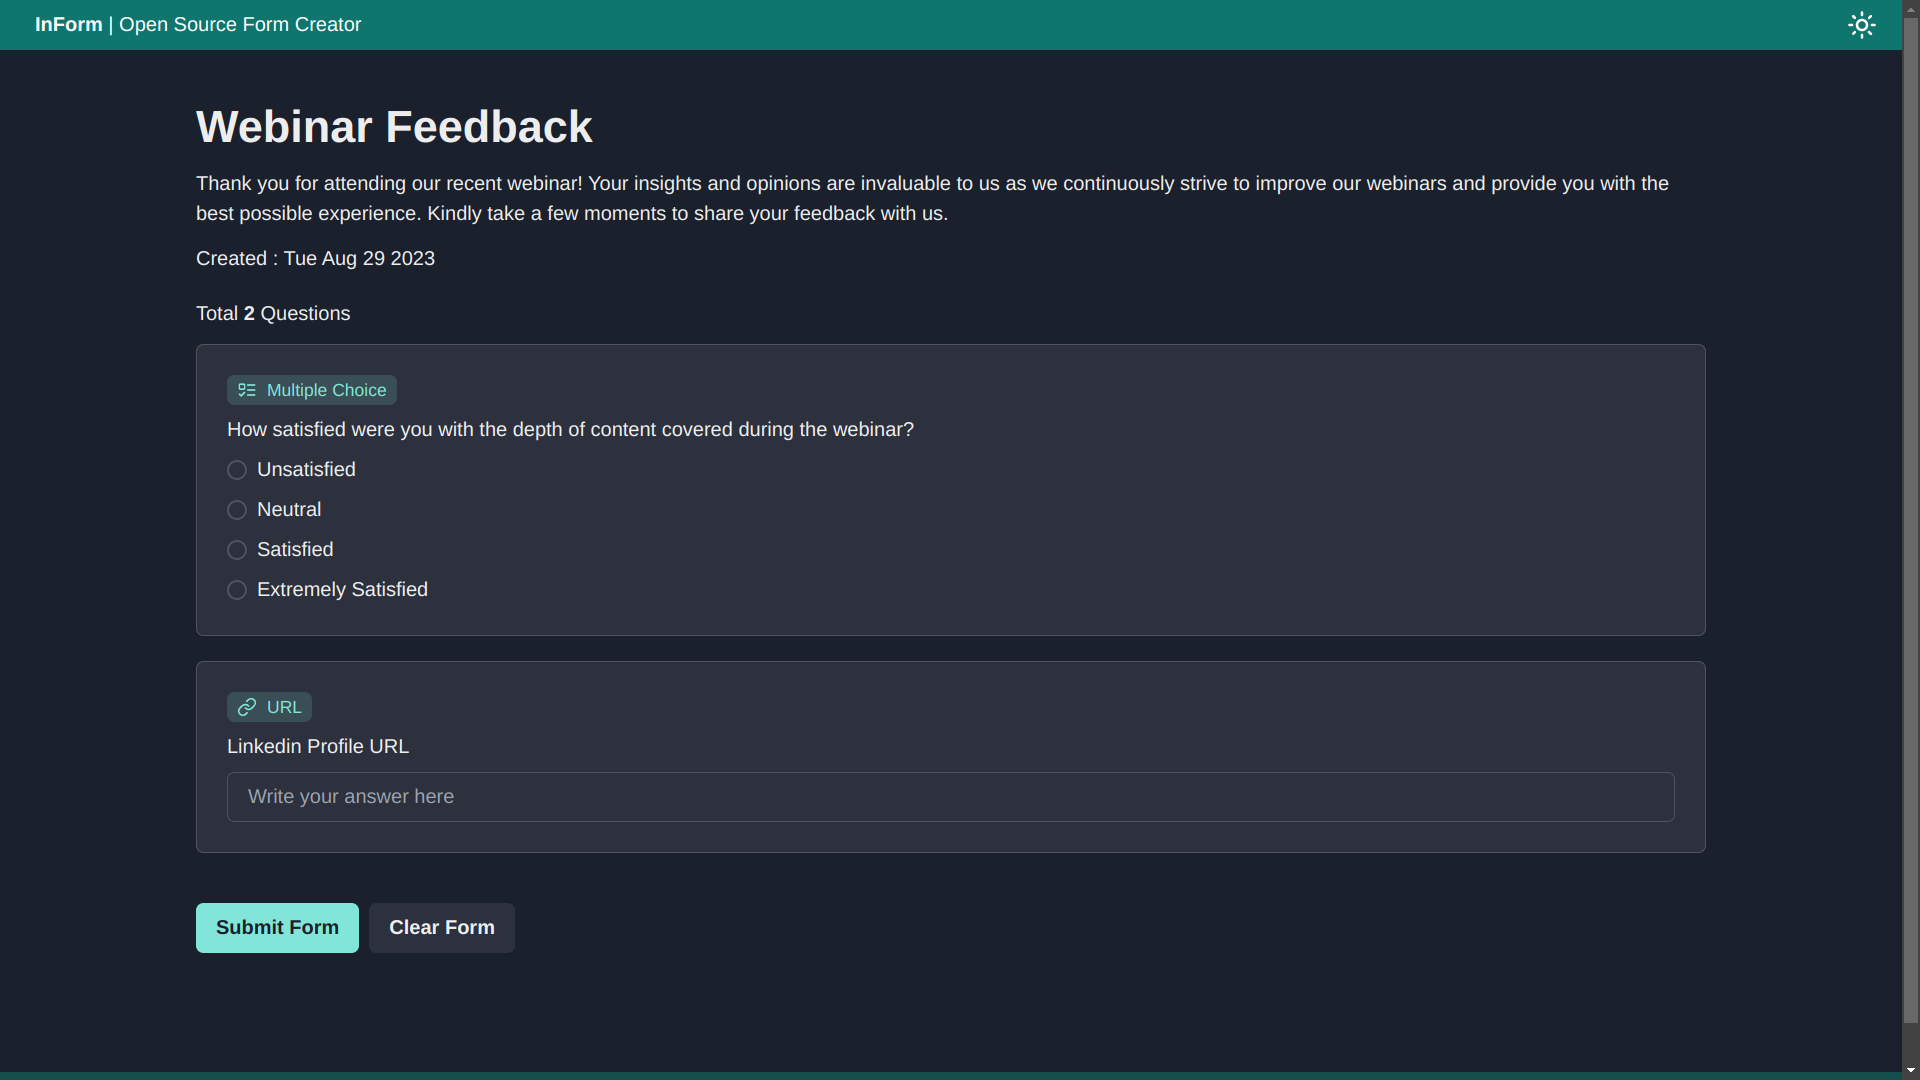 InForm | Open Source Form Creator
Webinar Feedback
Thank you for attending our recent webinar! Your insights and opinions are invaluable to us as we continuously strive to improve our webinars and provide you with the
best possible experience. Kindly take a few moments to share your feedback with us.
Created : Tue Aug 29 2023
Total 2 Questions
Multiple Choice
How satisfied were you with the depth of content covered during the webinar?
Unsatisfied
Neutral
Satisfied
Extremely Satisfied
URL
Linkedin Profile URL
Write your answer here
Submit Form Clear Form